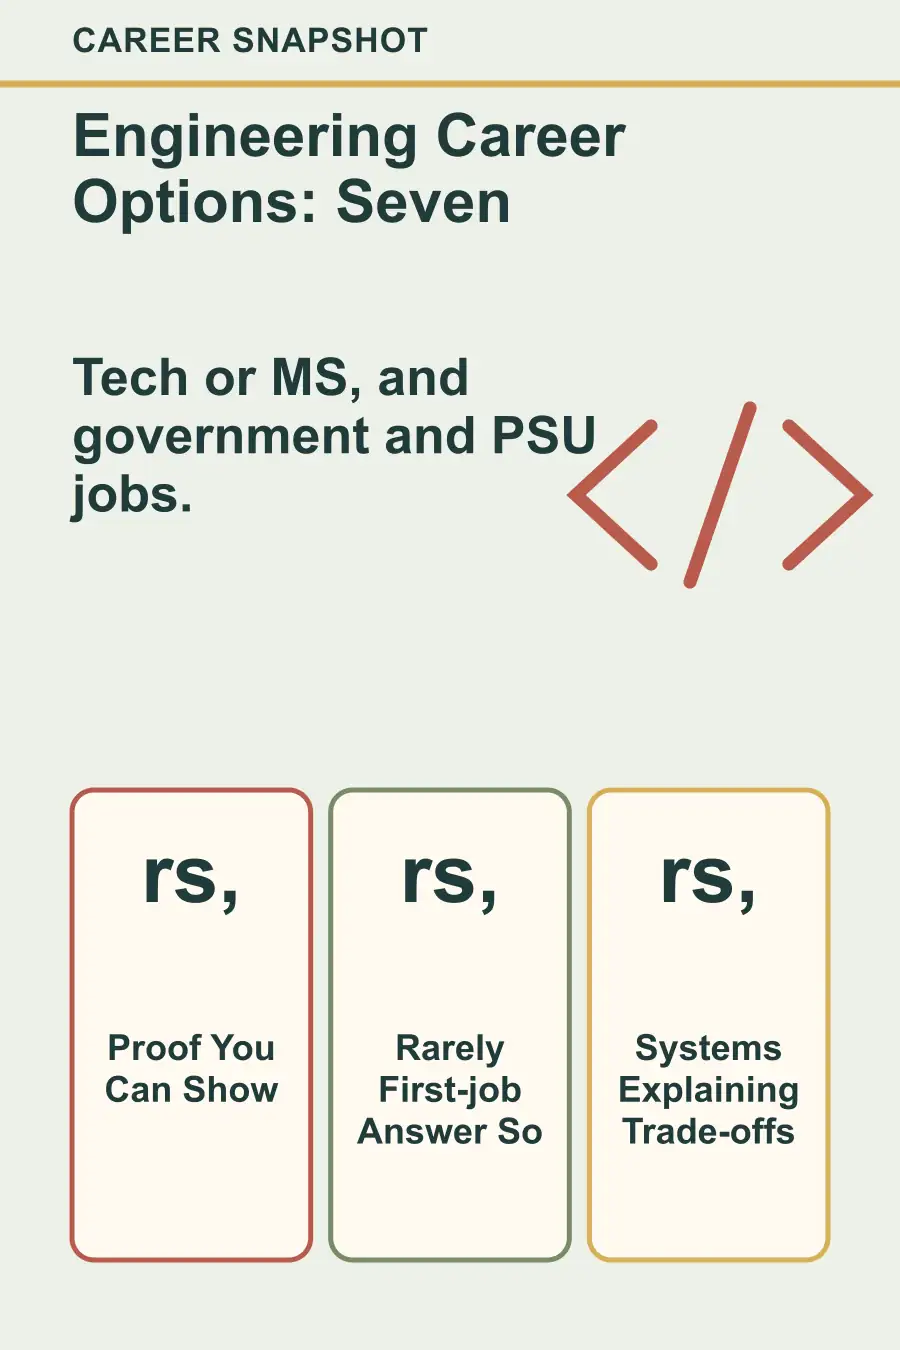 CAREER SNAPSHOT
Engineering Career
Options: Seven
Tech or MS, and
government and PSU
jobs.
</>
rs,
Proof You
Can Show
rs,
Rarely
First-job
Answer So
rs,
Systems
Explaining
Trade-offs